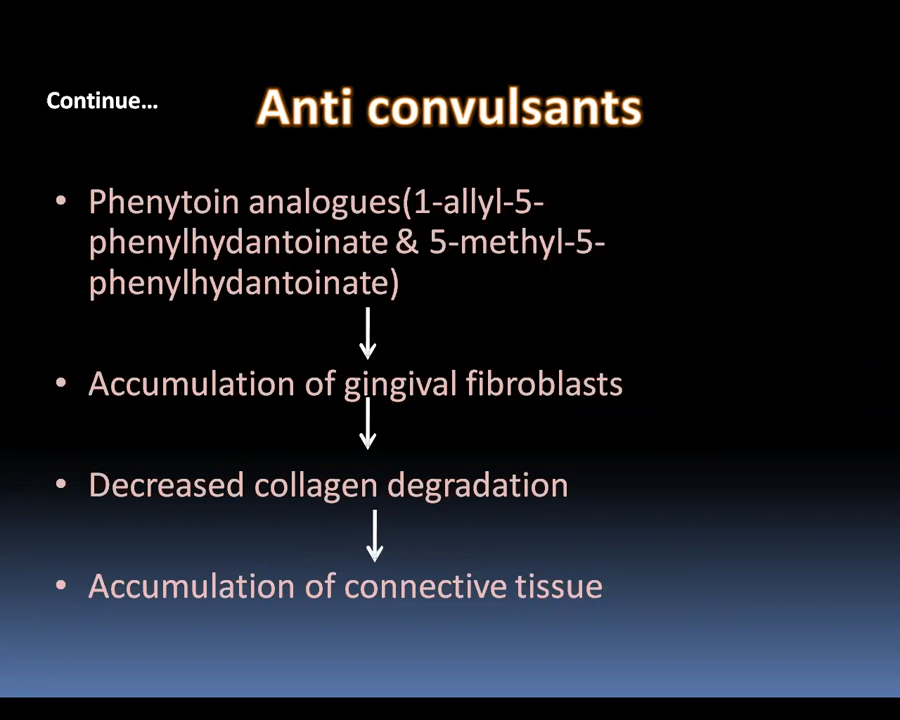 Continue...
Anti convulsants
• Phenytoin analogues(1-allyl-5-
phenylhydantoinate & 5-methyl-5-
phenylhydantoinate)
• Accumulation of gingival fibroblasts
• Decreased collagen degradation
• Accumulation of connective tissue